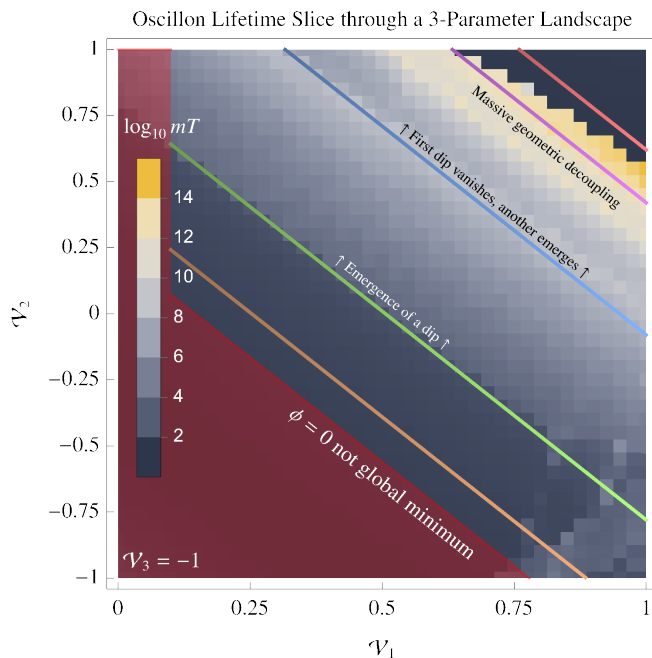 Oscillon Lifetime Slice through a 3-Parameter Landscape
1
0.75
0.5
0.25
0
−0.25
−0.5
−0.75
−1
𝒱₂
log₁₀ mT
14
12
10
8
6
4
2
Massive geometric decoupling
↑ First dip vanishes, another emerges ↑
↑ Emergence of a dip ↑
ϕ = 0 not global minimum
𝒱₃ = −1
0
0.25
0.5
0.75
1
𝒱₁